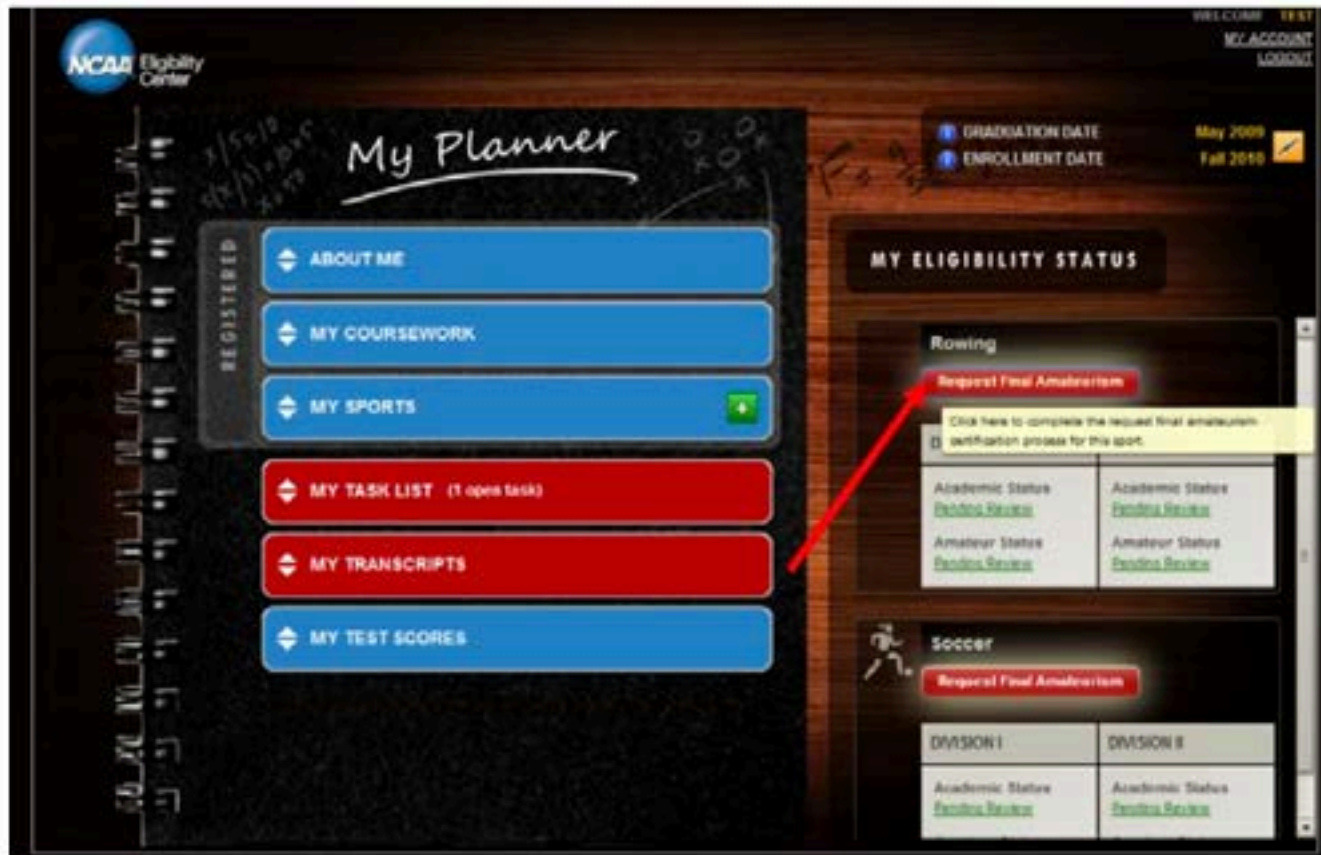 WELCOME TEST
MY ACCOUNT
LOGOUT
NCAA Eligibility
Center
My Planner
GRADUATION DATE May 2009
ENROLLMENT DATE Fall 2010
REGISTERED
ABOUT ME
MY COURSEWORK
MY SPORTS
MY TASK LIST (1 open task)
MY TRANSCRIPTS
MY TEST SCORES
MY ELIGIBILITY STATUS
Rowing
Request Final Amateurism
Click here to complete the request final amateurism
certification process for this sport.
D
Academic Status Academic Status
Pending Review Pending Review
Amateur Status Amateur Status
Pending Review Pending Review
Soccer
Request Final Amateurism
DIVISION I DIVISION II
Academic Status Academic Status
Pending Review Pending Review